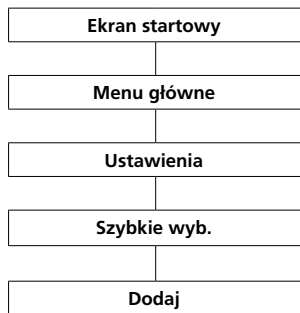 Ekran startowy
Menu główne
Ustawienia
Szybkie wyb.
Dodaj